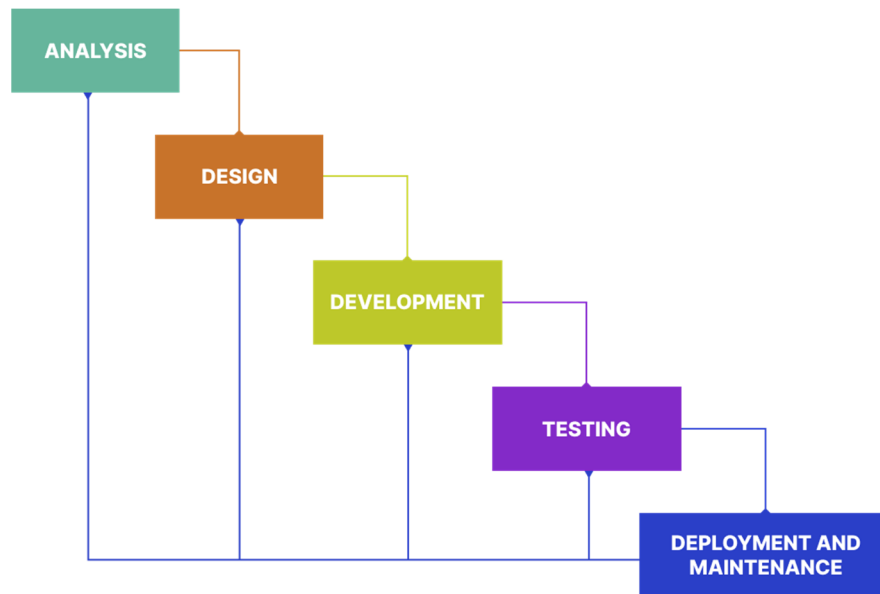 ANALYSIS
DESIGN
DEVELOPMENT
TESTING
DEPLOYMENT AND
MAINTENANCE